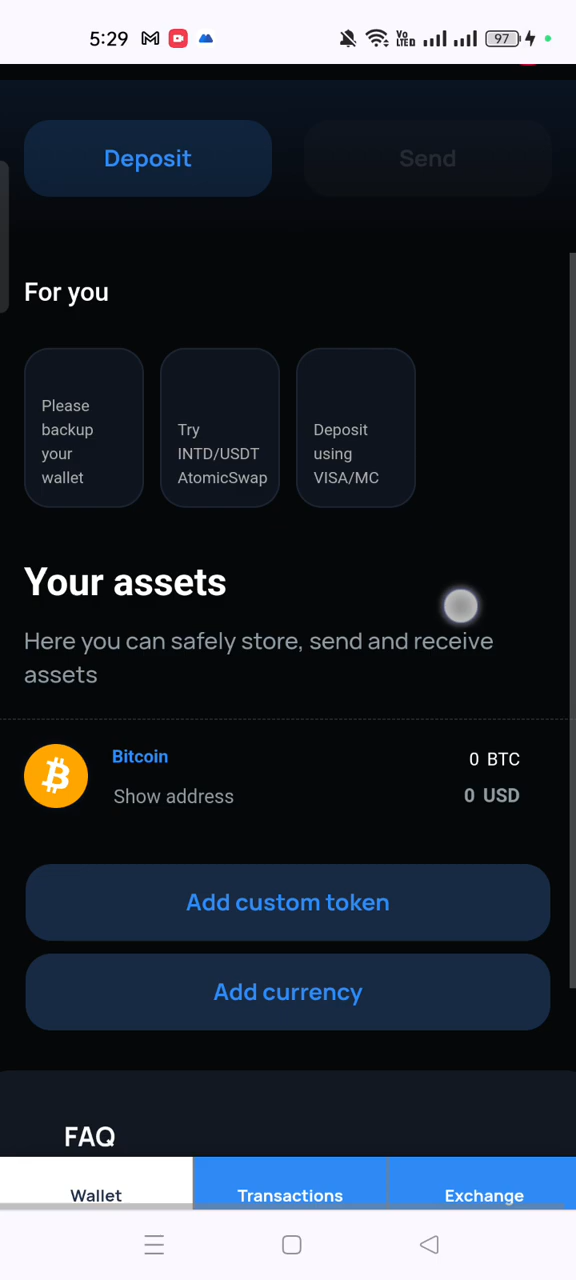 5:29
Vo
LTED
97
Deposit
Send
For you
Please
backup
your
wallet
Try
INTD/USDT
AtomicSwap
Deposit
using
VISA/MC
Your assets
Here you can safely store, send and receive
assets
Bitcoin
0 BTC
Show address
0 USD
Add custom token
Add currency
FAQ
Wallet
Transactions
Exchange